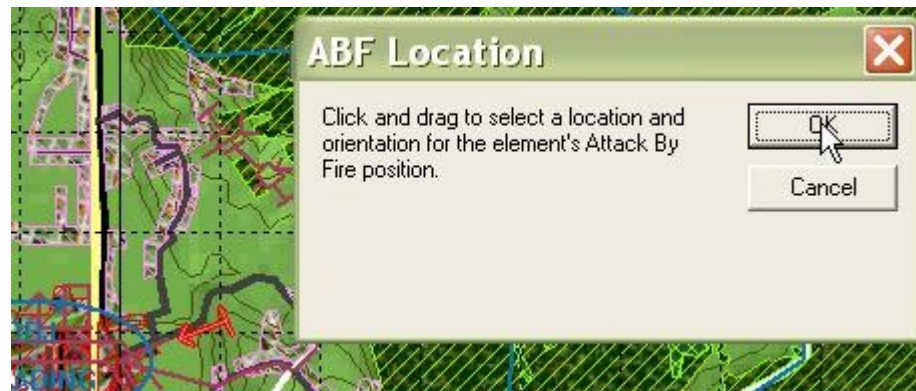 ABF Location
Click and drag to select a location and
orientation for the element's Attack By
Fire position.
OK
Cancel